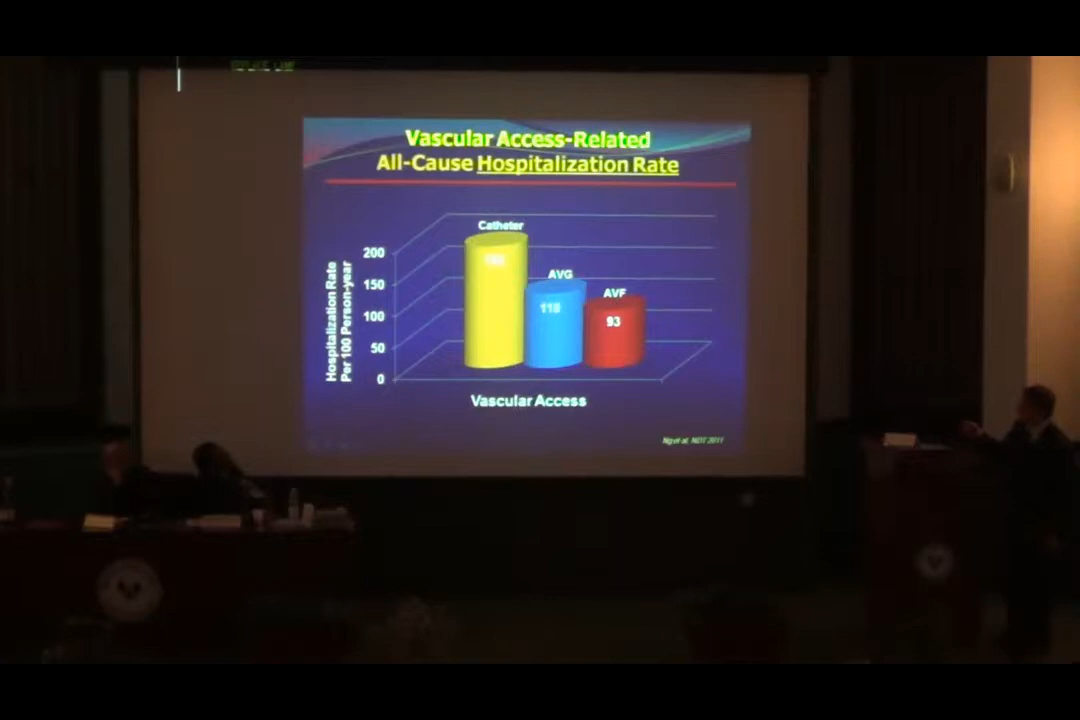 Vascular Access-Related
All-Cause Hospitalization Rate
Catheter
AVG
AVF
200
150
100
50
0
93
Hospitalization Rate
Per 100 Person-year
Vascular Access
2011